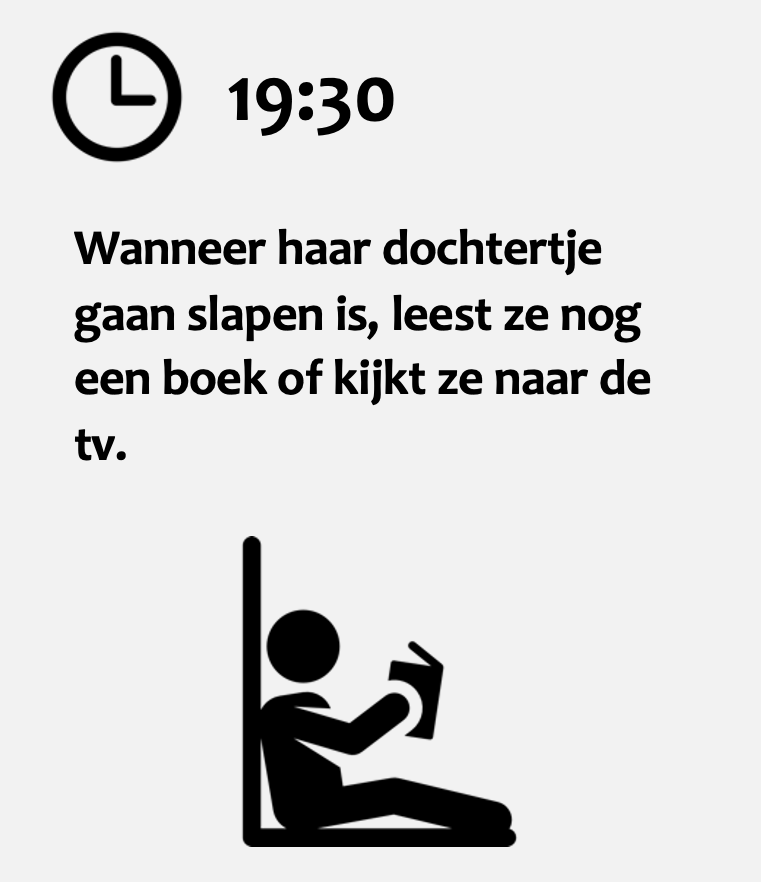 19:30
Wanneer haar dochtertje
gaan slapen is, leest ze nog
een boek of kijkt ze naar de
tv.